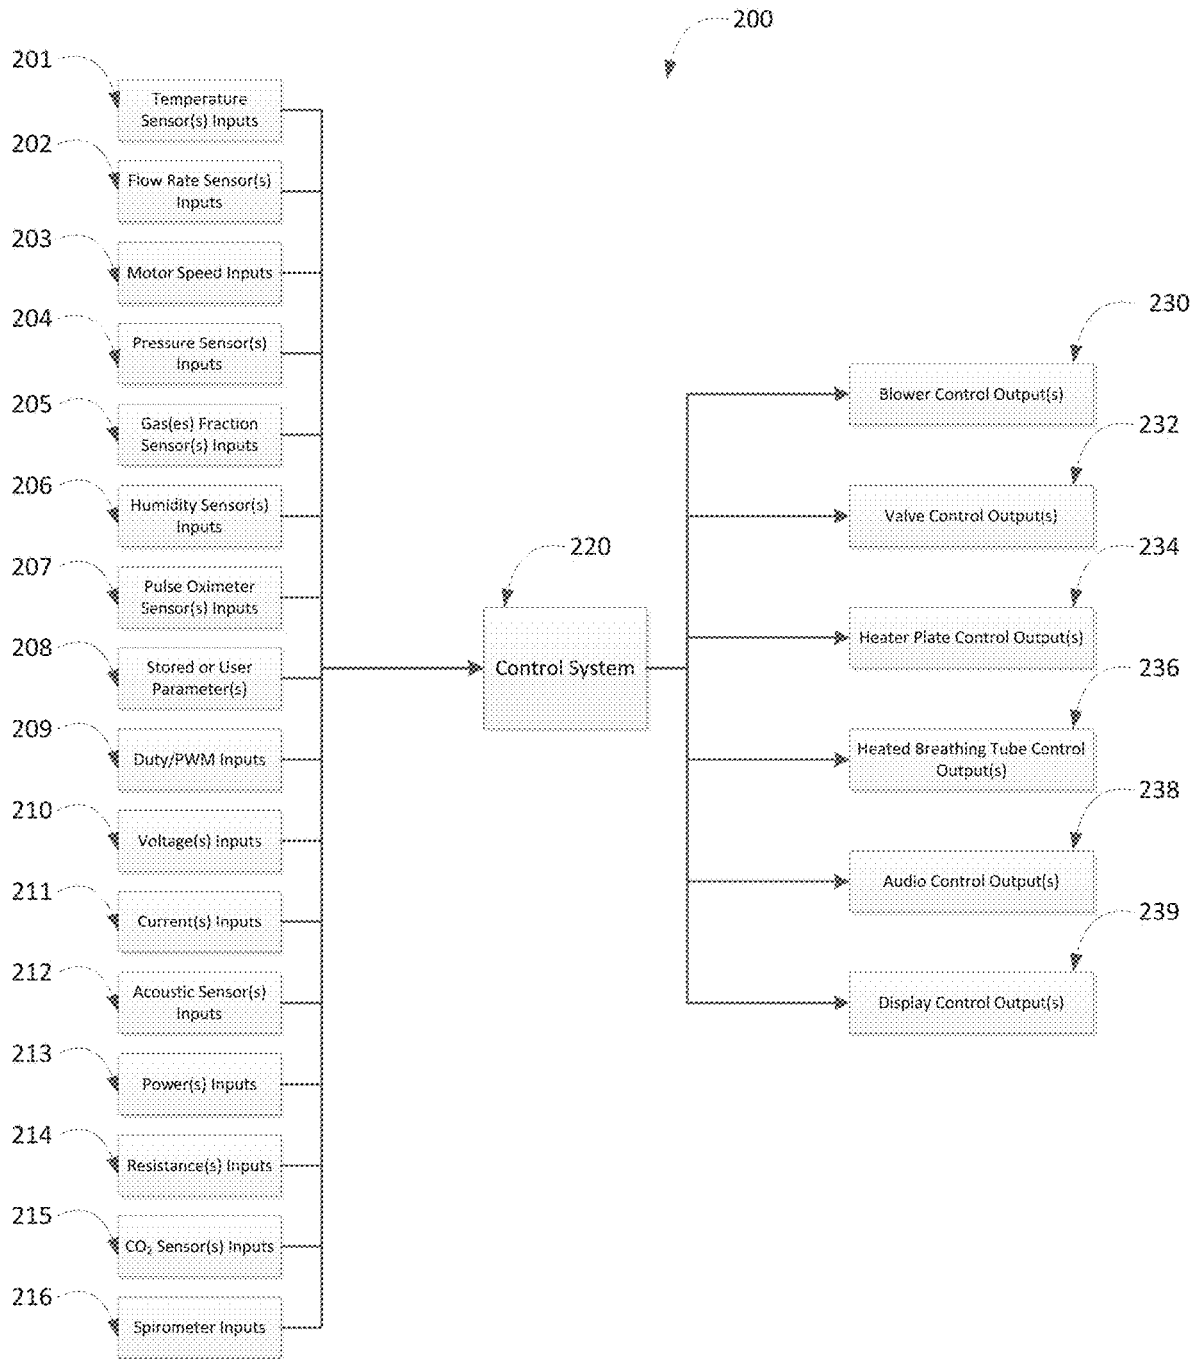 200
201
Temperature
Sensor(s) Inputs
202
Flow Rate Sensor(s)
Inputs
203
Motor Speed Inputs
204
Pressure Sensor(s)
Inputs
205
Gas(es) Fraction
Sensor(s) Inputs
206
Humidity Sensor(s)
Inputs
207
Pulse Oximeter
Sensor(s) Inputs
208
Stored or User
Parameter(s)
209
Duty/PWM Inputs
210
Voltage(s) Inputs
211
Current(s) Inputs
212
Acoustic Sensor(s)
Inputs
213
Power(s) Inputs
214
Resistance(s) Inputs
215
CO₂ Sensor(s) Inputs
216
Spirometer Inputs
220
Control System
230
Blower Control Output(s)
232
Valve Control Output(s)
234
Heater Plate Control Output(s)
236
Heated Breathing Tube Control
Output(s)
238
Audio Control Output(s)
239
Display Control Output(s)